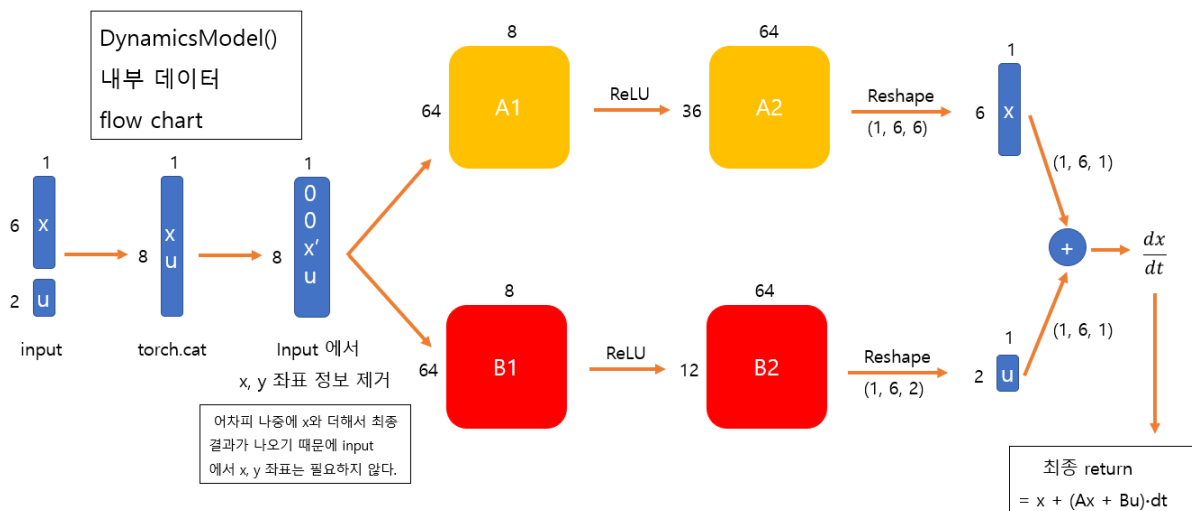 DynamicsModel()
내부 데이터
flow chart
1
6
x
2
u
input
1
8
x
u
torch.cat
1
8
0
0
x’
u
Input 에서
x, y 좌표 정보 제거
어차피 나중에 x와 더해서 최종
결과가 나오기 때문에 input
에서 x, y 좌표는 필요하지 않다.
8
64
A1
ReLU
64
36
A2
Reshape
(1, 6, 6)
1
6
x
(1, 6, 1)
8
64
B1
ReLU
64
12
B2
Reshape
(1, 6, 2)
1
2
u
(1, 6, 1)
+
dx
dt
최종 return
= x + (Ax + Bu)·dt